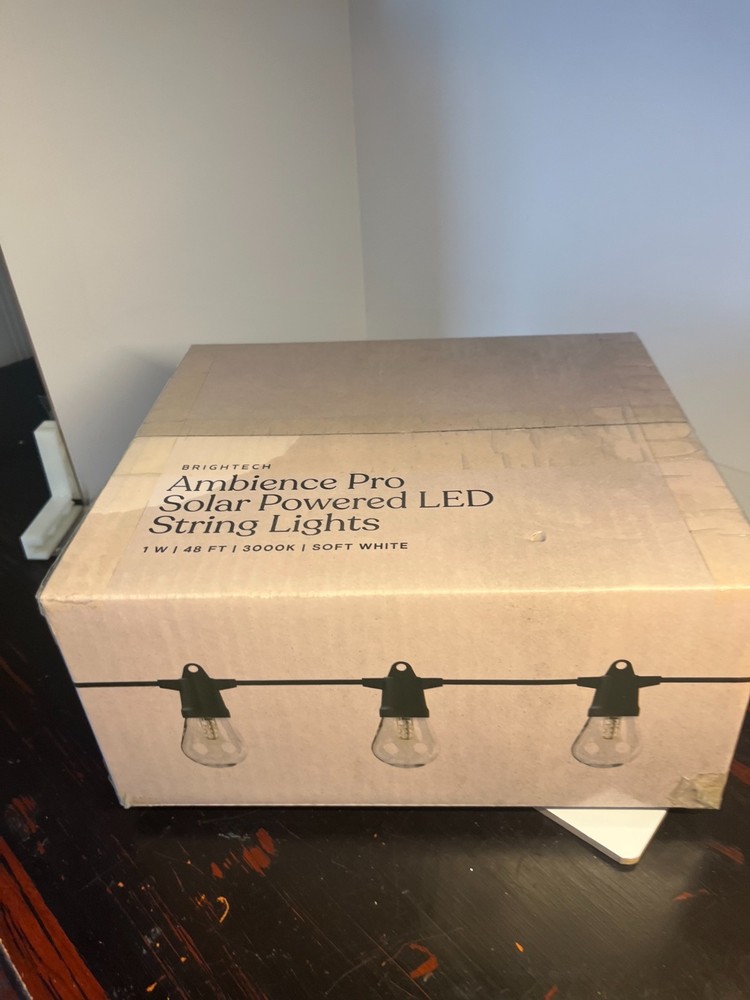 BRIGHTECH
Ambience Pro
Solar Powered LED
String Lights
1 W | 48 FT | 3000K | SOFT WHITE